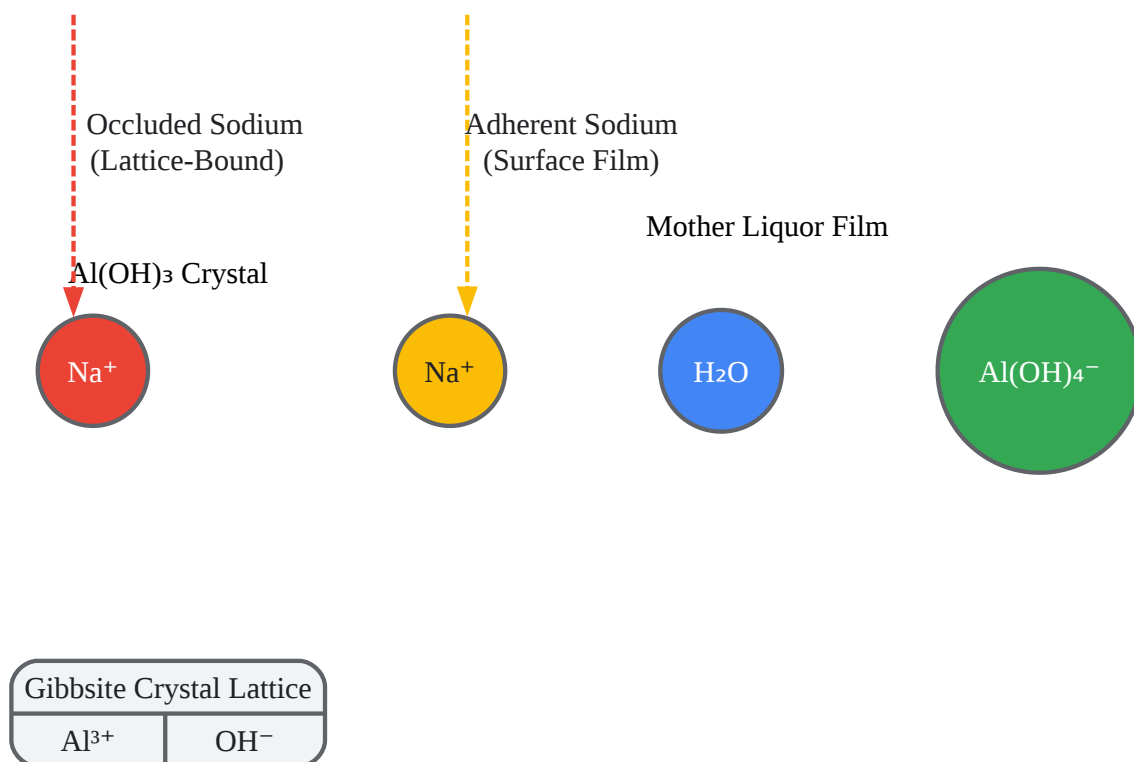 Occluded Sodium
(Lattice-Bound)
Adherent Sodium
(Surface Film)
Mother Liquor Film
Al(OH)₃ Crystal
Na⁺
Na⁺
H₂O
Al(OH)₄⁻
Gibbsite Crystal Lattice
Al³⁺
OH⁻